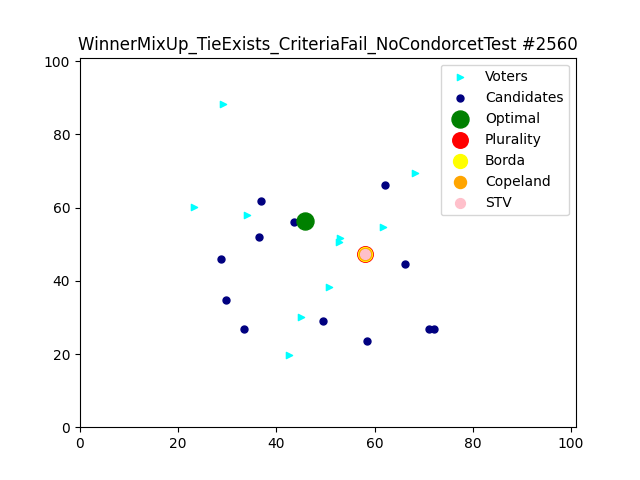 WinnerMixUp_TieExists_CriteriaFail_NoCondorcetTest #2560
100
80
60
40
20
0
0 20 40 60 80 100
Voters
Candidates
Optimal
Plurality
Borda
Copeland
STV